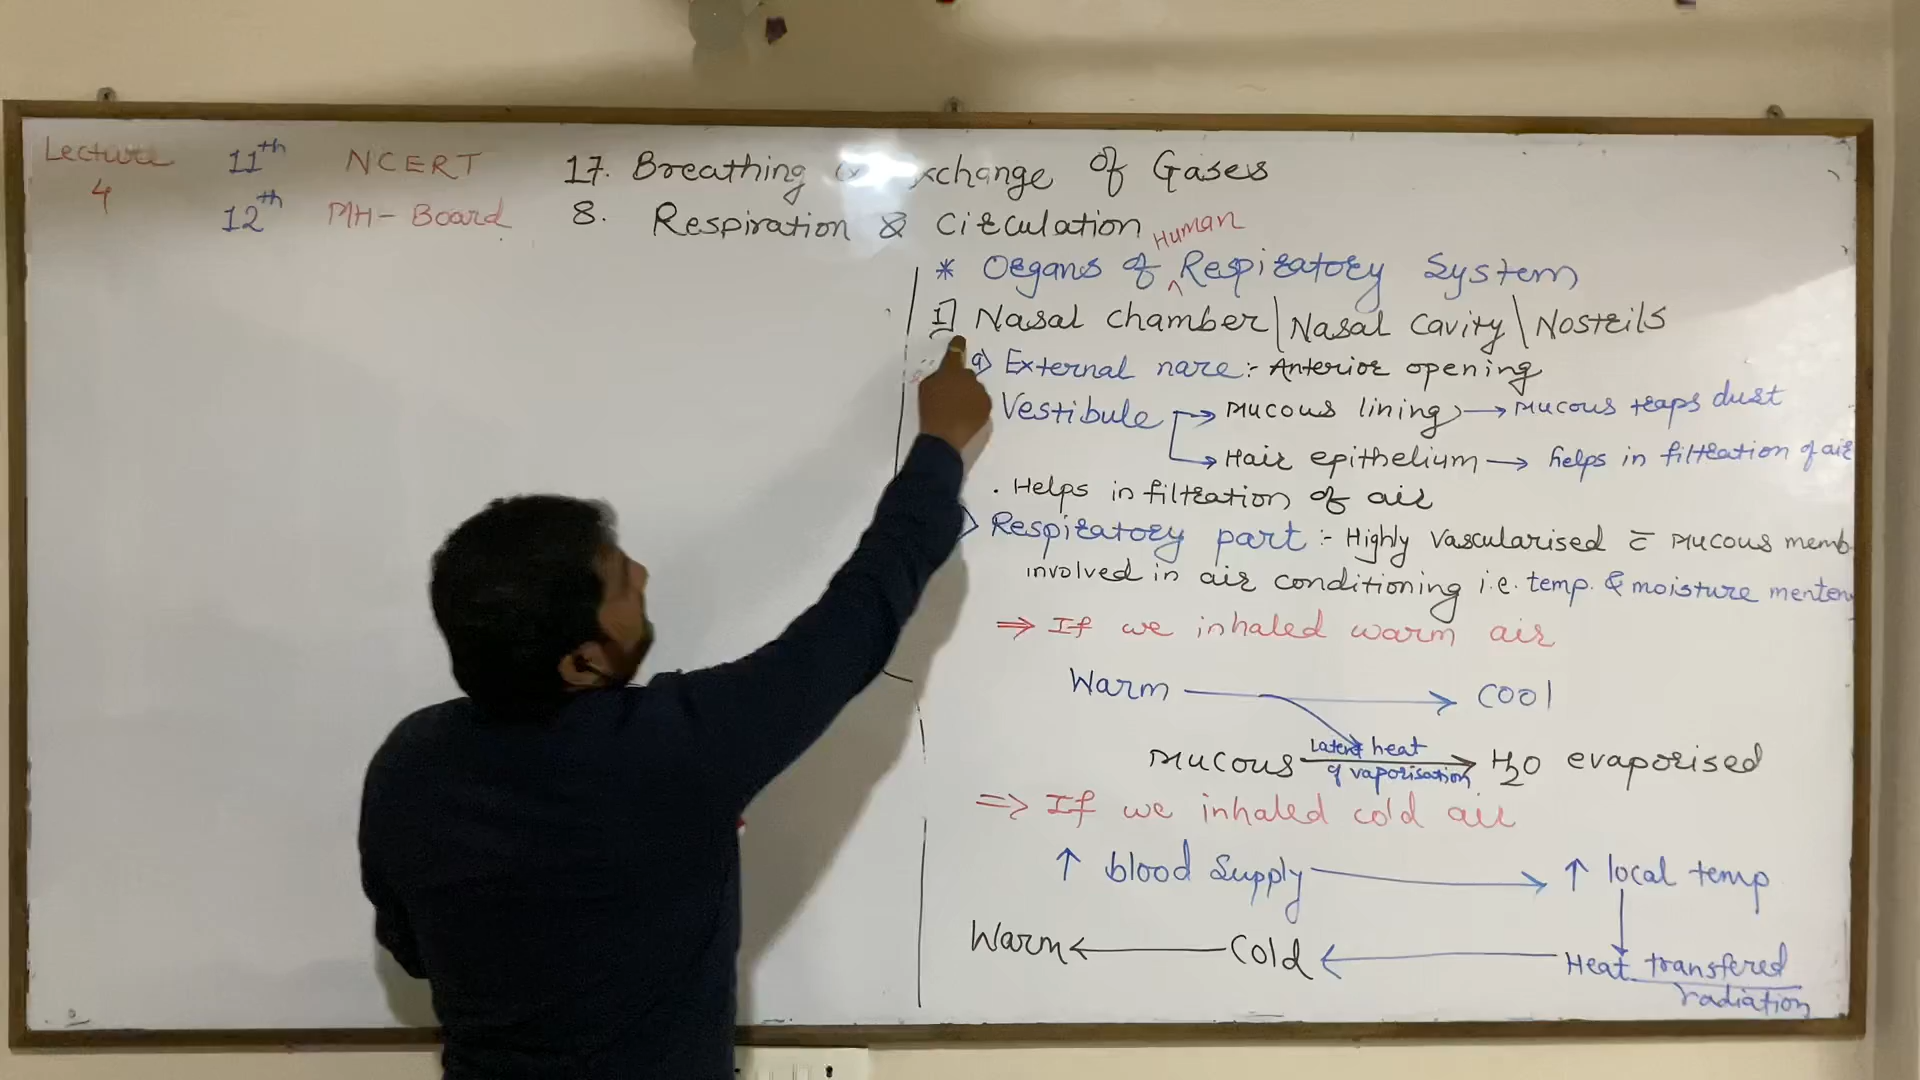 Lecture 4
11th NCERT 17. Breathing & xchange of Gases
12th MH-Board 8. Respiration & Circulation
* Organs of Human Respiratory System
1] Nasal chamber | Nasal cavity \ Nostrils
a) External nare :- Anterior opening
Vestibule → Mucous lining → Mucous traps dust
→ Hair epithelium → helps in filtration of air
. Helps in filtration of air
) Respiratory part :- Highly vascularised c̄ Mucous memb
involved in air conditioning i.e. temp. & moisture menten
⇒ If we inhaled warm air
Warm → cool
Mucous Latent heat of vaporisation → H2O evaporised
⇒ If we inhaled cold air
↑ blood supply → ↑ local temp
Warm ← cold ← Heat transfered
radiation